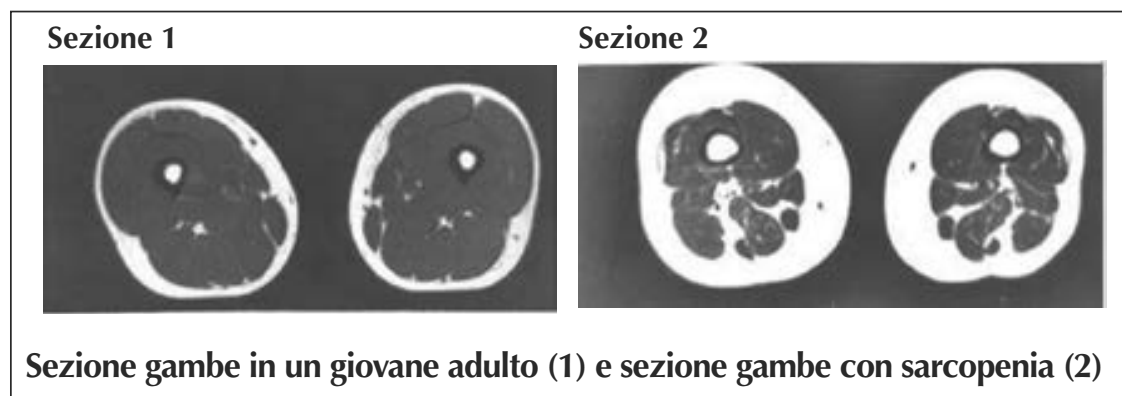 Sezione 1
Sezione 2
Sezione gambe in un giovane adulto (1) e sezione gambe con sarcopenia (2)